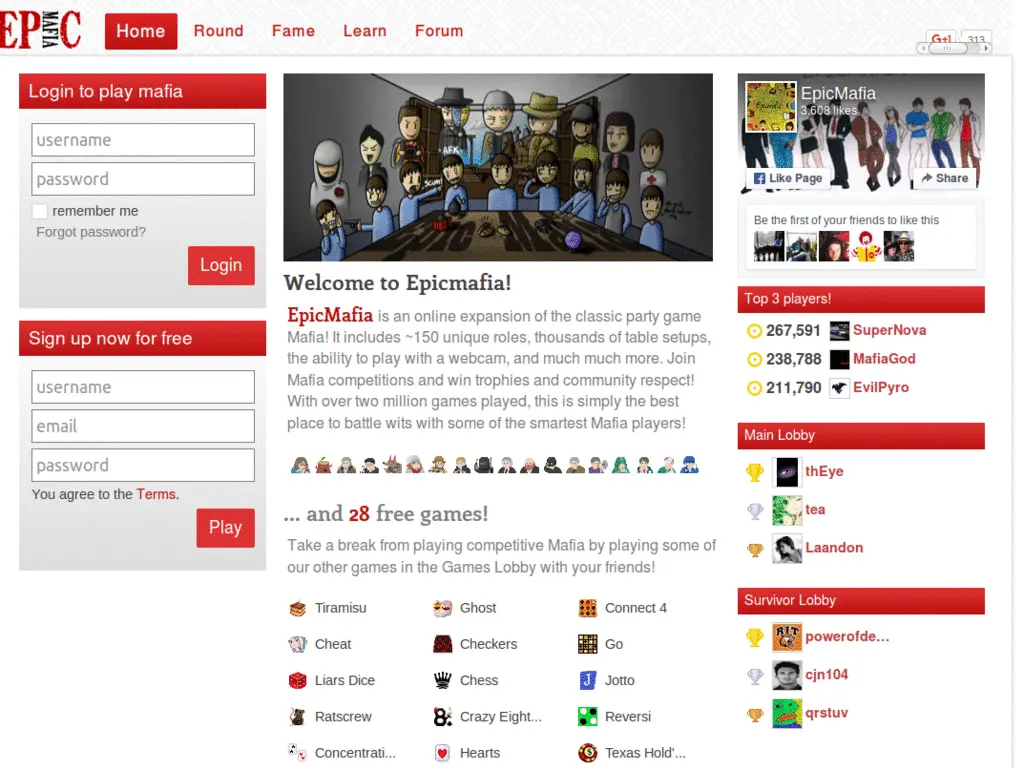 EPIC MAFIA
Home Round Fame Learn Forum
G+1 313
Login to play mafia
username
password
remember me
Forgot password?
Login
Sign up now for free
username
email
password
You agree to the Terms.
Play
AFK
SCUM!
Epic Mafia
Welcome to Epicmafia!
EpicMafia is an online expansion of the classic party game
Mafia! It includes ~150 unique roles, thousands of table setups,
the ability to play with a webcam, and much much more. Join
Mafia competitions and win trophies and community respect!
With over two million games played, this is simply the best
place to battle wits with some of the smartest Mafia players!
... and 28 free games!
Take a break from playing competitive Mafia by playing some of
our other games in the Games Lobby with your friends!
Tiramisu Ghost Connect 4
Cheat Checkers Go
Liars Dice Chess Jotto
Ratscrew Crazy Eight... Reversi
Concentrati... Hearts Texas Hold'...
EpicMafia
3,608 likes
Like Page Share
Be the first of your friends to like this
Top 3 players!
267,591 SuperNova
238,788 MafiaGod
211,790 EvilPyro
Main Lobby
thEye
tea
Laandon
Survivor Lobby
powerofde...
cjn104
qrstuv